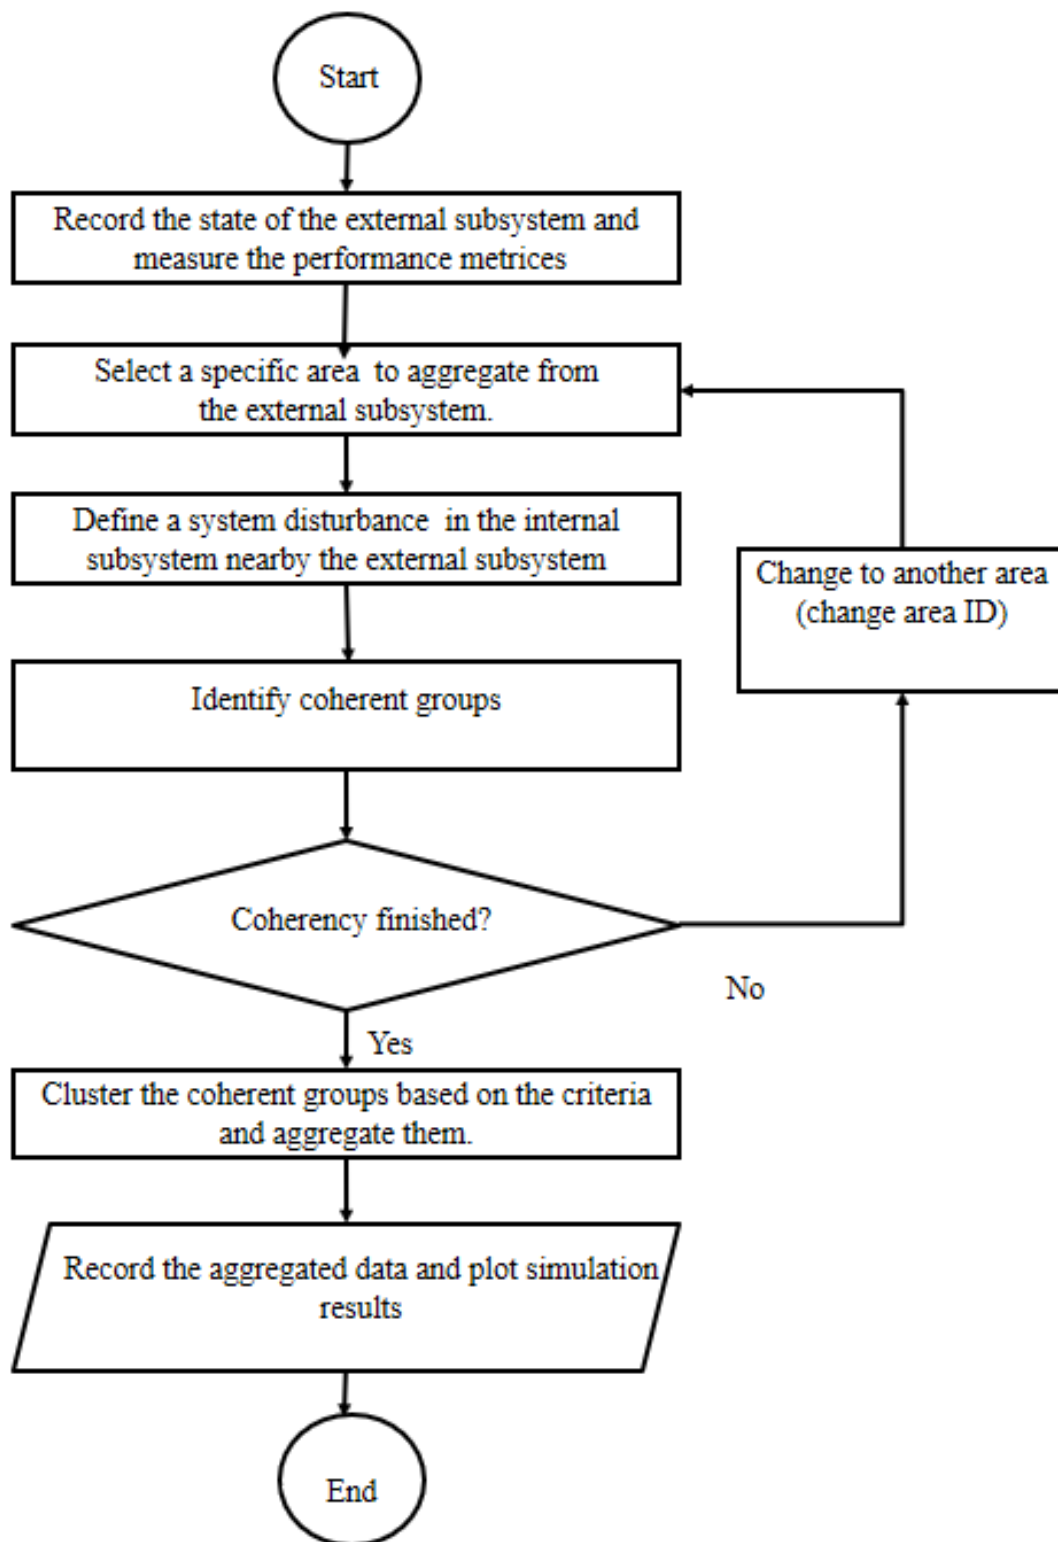 Start
Record the state of the external subsystem and
measure the performance metrices
Select a specific area to aggregate from
the external subsystem.
Define a system disturbance in the internal
subsystem nearby the external subsystem
Change to another area
(change area ID)
Identify coherent groups
Coherency finished?
No
Yes
Cluster the coherent groups based on the criteria
and aggregate them.
Record the aggregated data and plot simulation
results
End